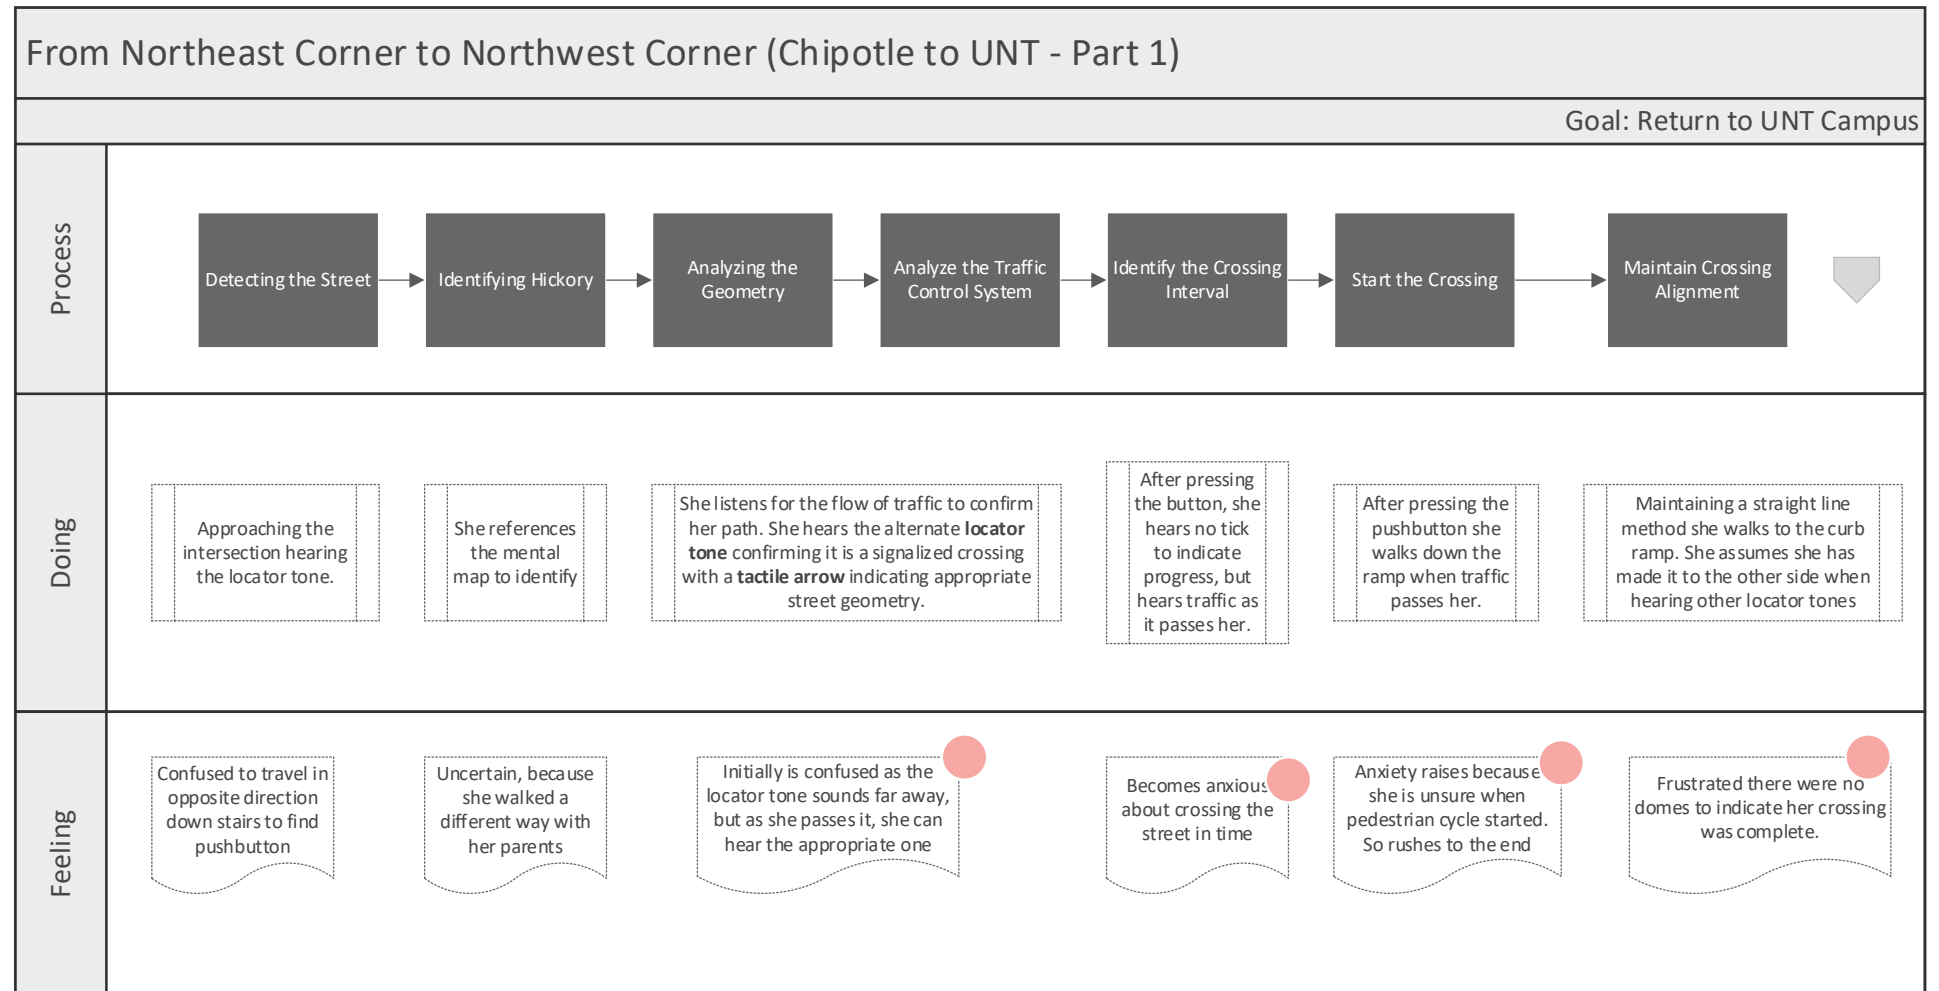 From Northeast Corner to Northwest Corner (Chipotle to UNT - Part 1)
Goal: Return to UNT Campus
Process
Detecting the Street
Identifying Hickory
Analyzing the
Geometry
Analyze the Traffic
Control System
Identify the Crossing
Interval
Start the Crossing
Maintain Crossing
Alignment
Doing
Approaching the
intersection hearing
the locator tone.
She references
the mental
map to identify
She listens for the flow of traffic to confirm
her path. She hears the alternate locator
tone confirming it is a signalized crossing
with a tactile arrow indicating appropriate
street geometry.
After pressing
the button, she
hears no tick
to indicate
progress, but
hears traffic as
it passes her.
After pressing the
pushbutton she
walks down the
ramp when traffic
passes her.
Maintaining a straight line
method she walks to the curb
ramp. She assumes she has
made it to the other side when
hearing other locator tones
Feeling
Confused to travel in
opposite direction
down stairs to find
pushbutton
Uncertain, because
she walked a
different way with
her parents
Initially is confused as the
locator tone sounds far away,
but as she passes it, she can
hear the appropriate one
Becomes anxious
about crossing the
street in time
Anxiety raises because
she is unsure when
pedestrian cycle started.
So rushes to the end
Frustrated there were no
domes to indicate her crossing
was complete.